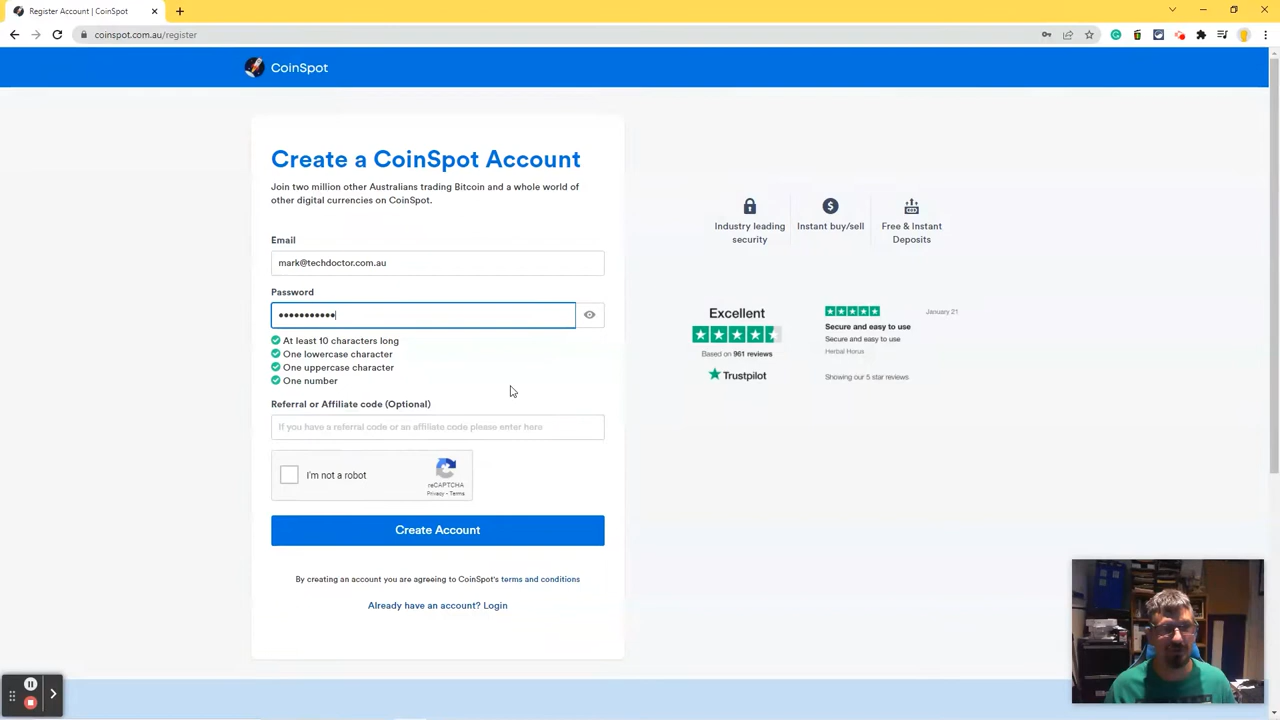 Register Account | CoinSpot
coinspot.com.au/register
CoinSpot
Create a CoinSpot Account
Join two million other Australians trading Bitcoin and a whole world of
other digital currencies on CoinSpot.
Email
mark@techdoctor.com.au
Password
•••••••••••
At least 10 characters long
One lowercase character
One uppercase character
One number
Referral or Affiliate code (Optional)
If you have a referral code or an affiliate code please enter here
I'm not a robot
reCAPTCHA
Privacy - Terms
Create Account
By creating an account you are agreeing to CoinSpot's terms and conditions
Already have an account? Login
Industry leading
security
Instant buy/sell
Free & Instant
Deposits
Excellent
Based on 961 reviews
Trustpilot
January 21
Secure and easy to use
Secure and easy to use
Herbal Horus
Showing our 5 star reviews